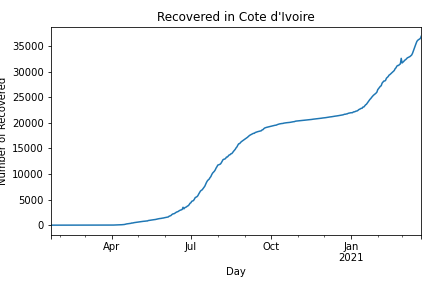 Recovered in Cote d'Ivoire
35000
30000
25000
20000
15000
10000
5000
0
Number of Recovered
Apr
Jul
Oct
Jan
2021
Day